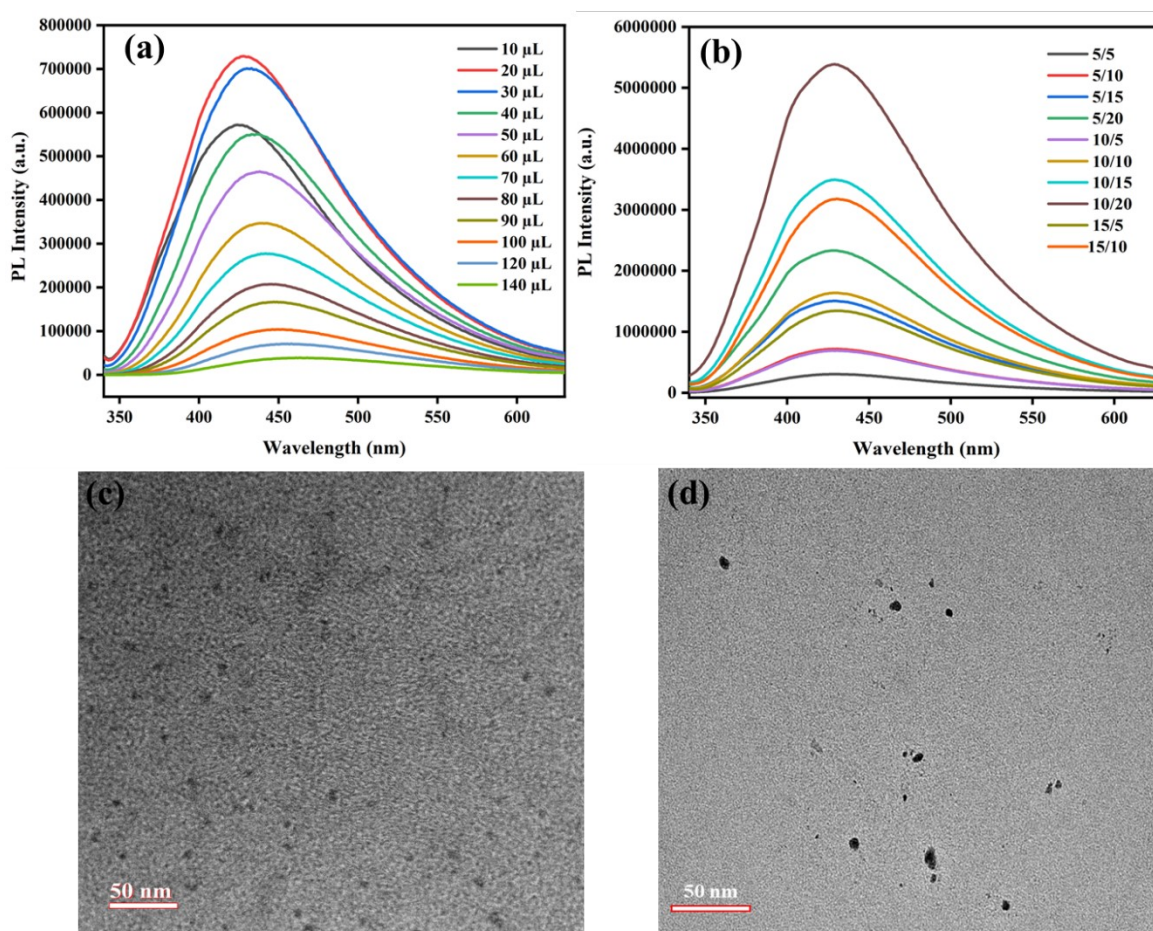 (a)
800000
700000
600000
500000
400000
300000
200000
100000
0
PL Intensity (a.u.)
350
400
450
500
550
600
Wavelength (nm)
10 µL
20 µL
30 µL
40 µL
50 µL
60 µL
70 µL
80 µL
90 µL
100 µL
120 µL
140 µL
(b)
6000000
5000000
4000000
3000000
2000000
1000000
0
PL Intensity (a.u.)
350
400
450
500
550
600
Wavelength (nm)
5/5
5/10
5/15
5/20
10/5
10/10
10/15
10/20
15/5
15/10
(c)
50 nm
(d)
50 nm